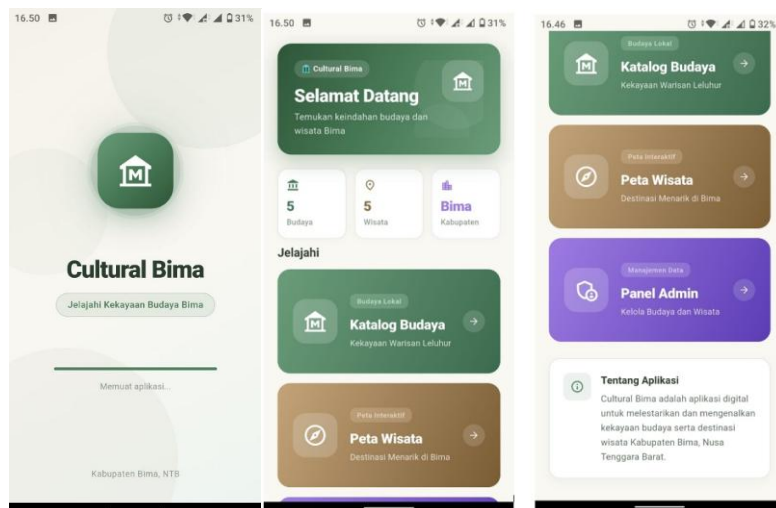 16.50
31%
M
Cultural Bima
Jelajahi Kekayaan Budaya Bima
Memuat aplikasi...
Kabupaten Bima, NTB
16.50
31%
Cultural Bima
Selamat Datang
Temukan keindahan budaya dan
wisata Bima
M
5
Budaya
5
Wisata
Bima
Kabupaten
Jelajahi
Budaya Lokal
M
Katalog Budaya
Kekayaan Warisan Leluhur
Peta Interaktif
Peta Wisata
Destinasi Menarik di Bima
16.46
32%
Budaya Lokal
M
Katalog Budaya
Kekayaan Warisan Leluhur
Peta Interaktif
Peta Wisata
Destinasi Menarik di Bima
Manajemen Data
Panel Admin
Kelola Budaya dan Wisata
Tentang Aplikasi
Cultural Bima adalah aplikasi digital
untuk melestarikan dan mengenalkan
kekayaan budaya serta destinasi
wisata Kabupaten Bima, Nusa
Tenggara Barat.